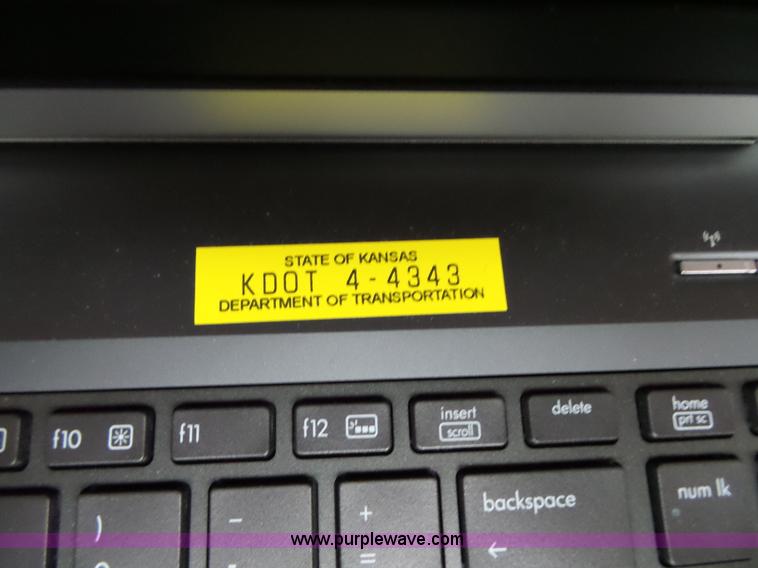 STATE OF KANSAS
KDOT 4-4343
DEPARTMENT OF TRANSPORTATION
f10 f11 f12 insert delete home
scroll prt sc
) - + backspace num lk
=
www.purplewave.com